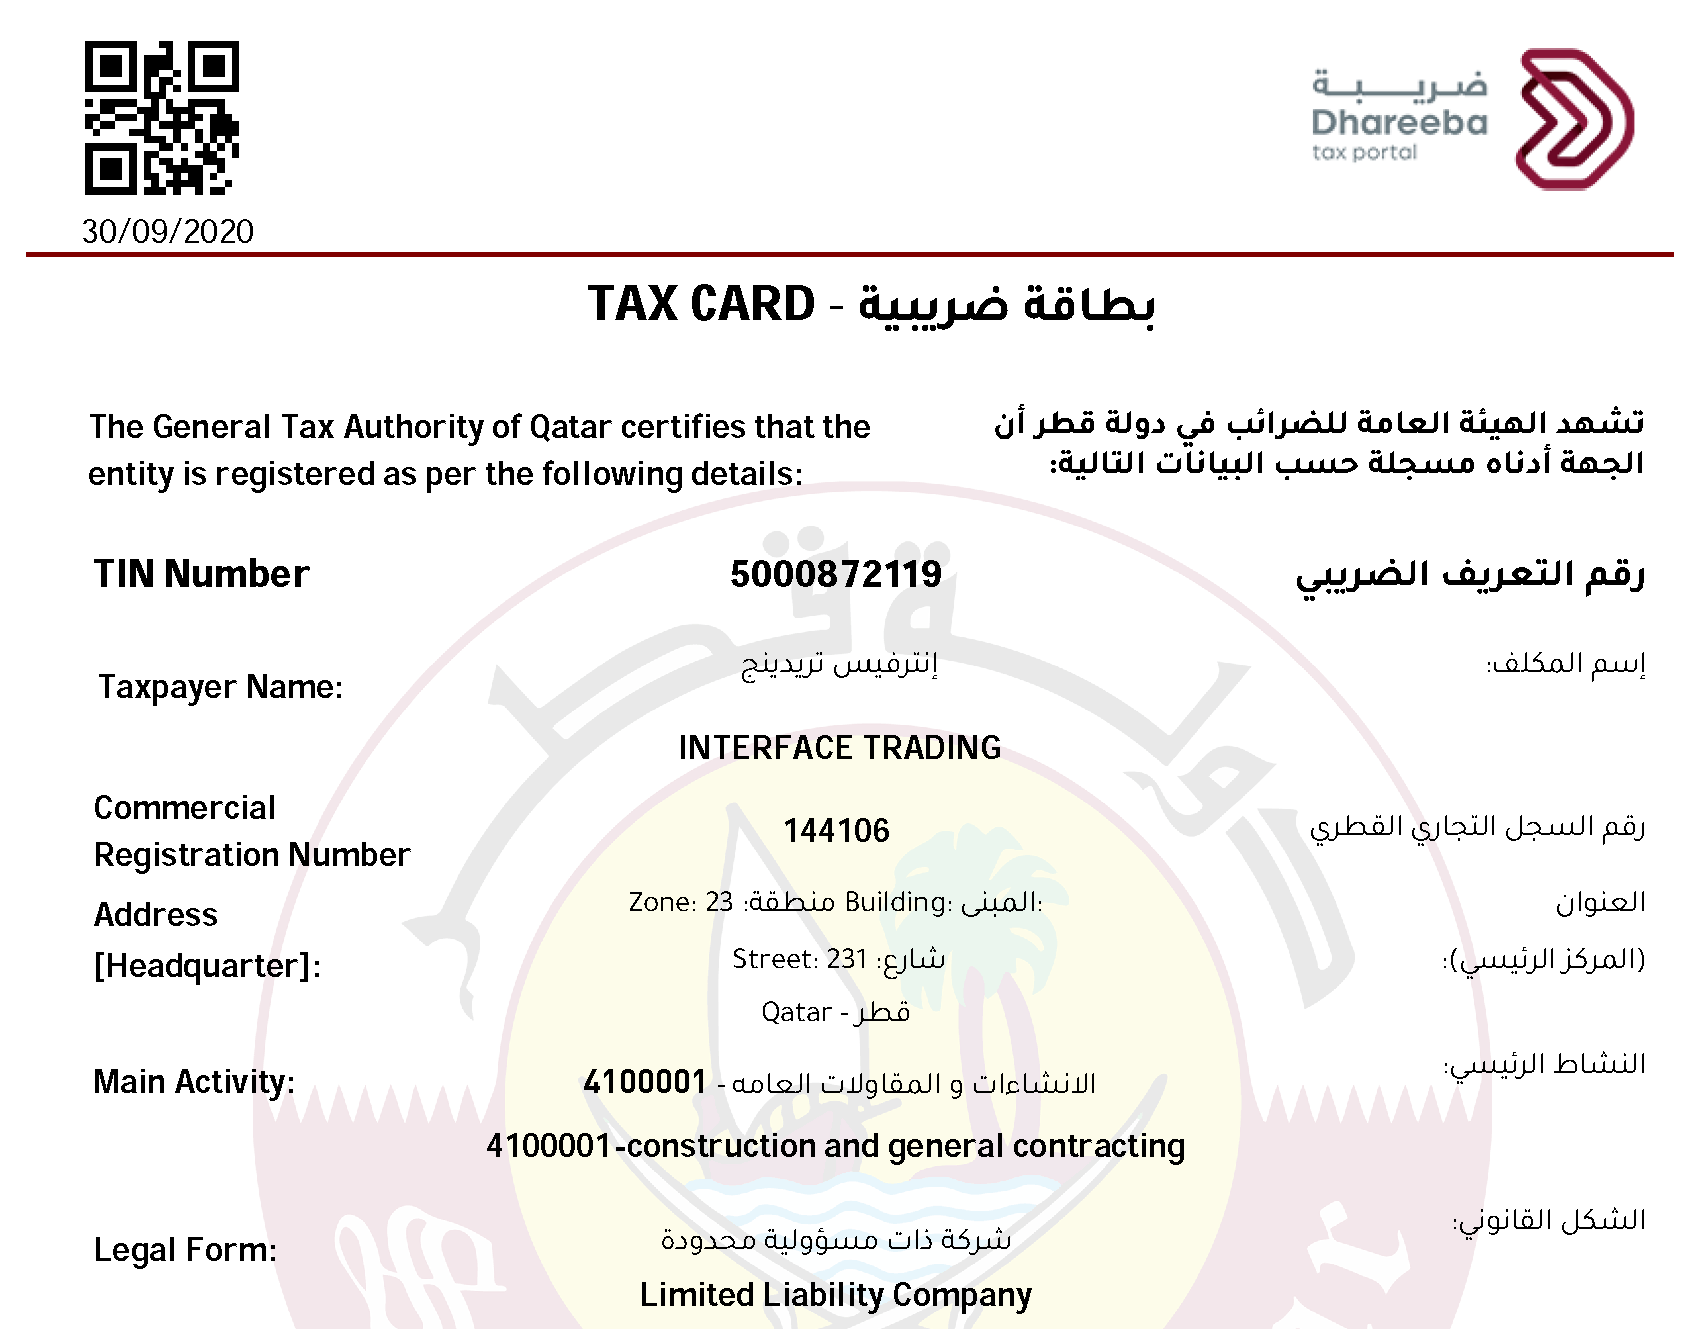 ضريبة
Dhareeba
tax portal
30/09/2020
TAX CARD - بطاقة ضريبية
The General Tax Authority of Qatar certifies that the
entity is registered as per the following details:
تشهد الهيئة العامة للضرائب في دولة قطر أن
الجهة أدناه مسجلة حسب البيانات التالية:
TIN Number 5000872119 رقم التعريف الضريبي
إنترفيس تريدينج إسم المكلف:
Taxpayer Name:
INTERFACE TRADING
Commercial
Registration Number 144106 رقم السجل التجاري القطري
Address Zone: 23 منطقة: Building: المبنى: العنوان
[Headquarter]: Street: 231 شارع: (المركز الرئيسي):
Qatar - قطر
Main Activity: 4100001 - الانشاءات و المقاولات العامه النشاط الرئيسي:
4100001-construction and general contracting
Legal Form: شركة ذات مسؤولية محدودة الشكل القانوني:
Limited Liability Company
دولة قطر